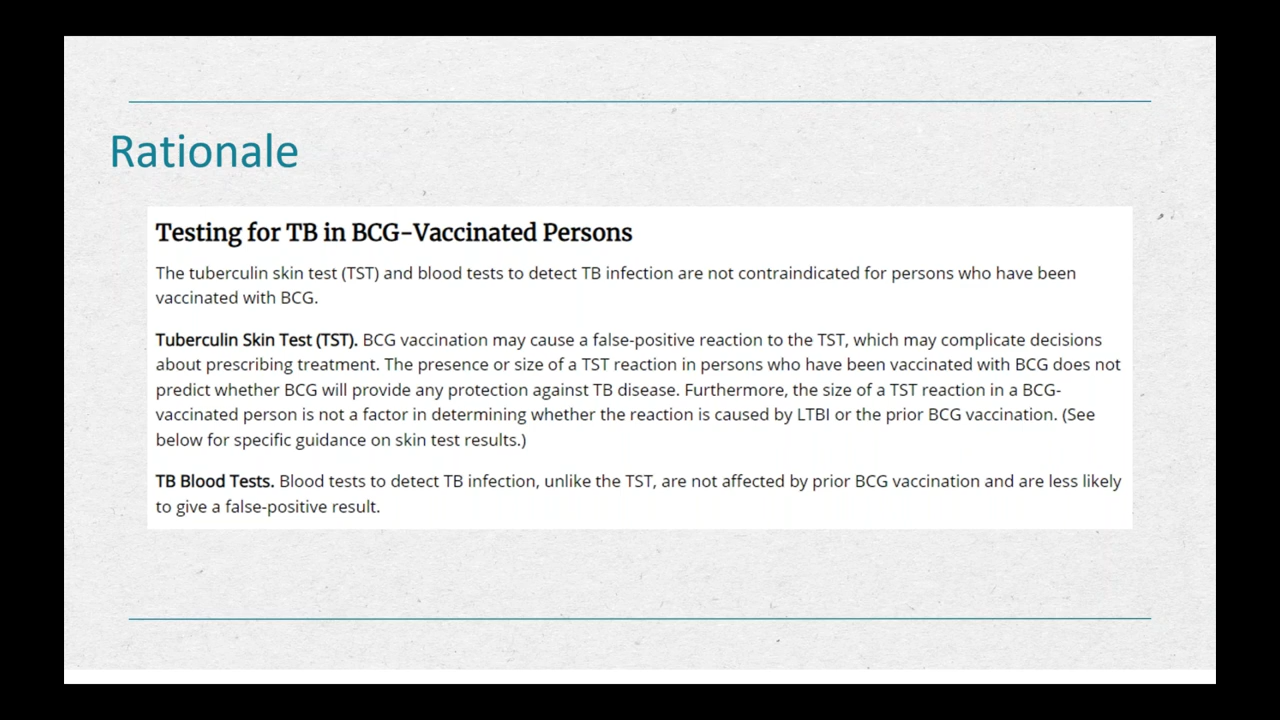 Rationale
Testing for TB in BCG-Vaccinated Persons
The tuberculin skin test (TST) and blood tests to detect TB infection are not contraindicated for persons who have been
vaccinated with BCG.
Tuberculin Skin Test (TST). BCG vaccination may cause a false-positive reaction to the TST, which may complicate decisions
about prescribing treatment. The presence or size of a TST reaction in persons who have been vaccinated with BCG does not
predict whether BCG will provide any protection against TB disease. Furthermore, the size of a TST reaction in a BCG-
vaccinated person is not a factor in determining whether the reaction is caused by LTBI or the prior BCG vaccination. (See
below for specific guidance on skin test results.)
TB Blood Tests. Blood tests to detect TB infection, unlike the TST, are not affected by prior BCG vaccination and are less likely
to give a false-positive result.